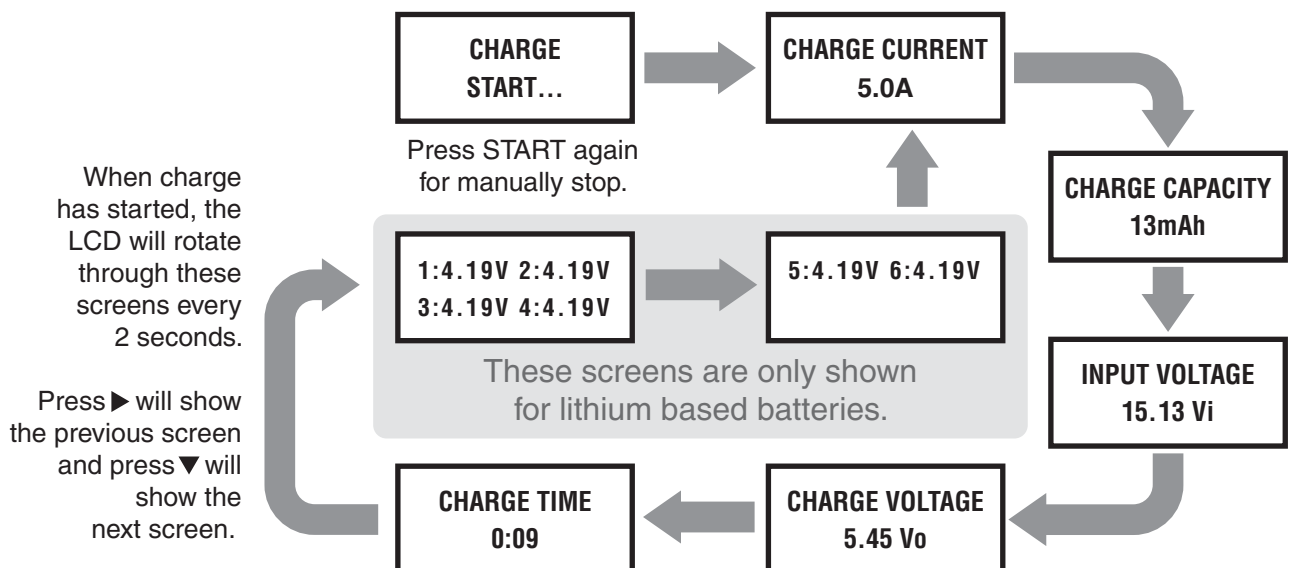 CHARGE
START...
CHARGE CURRENT
5.0A
Press START again
for manually stop.
When charge
has started, the
LCD will rotate
through these
screens every
2 seconds.
Press ▶ will show
the previous screen
and press ▼ will
show the
next screen.
CHARGE CAPACITY
13mAh
1:4.19V 2:4.19V
3:4.19V 4:4.19V
5:4.19V 6:4.19V
These screens are only shown
for lithium based batteries.
INPUT VOLTAGE
15.13 Vi
CHARGE VOLTAGE
5.45 Vo
CHARGE TIME
0:09